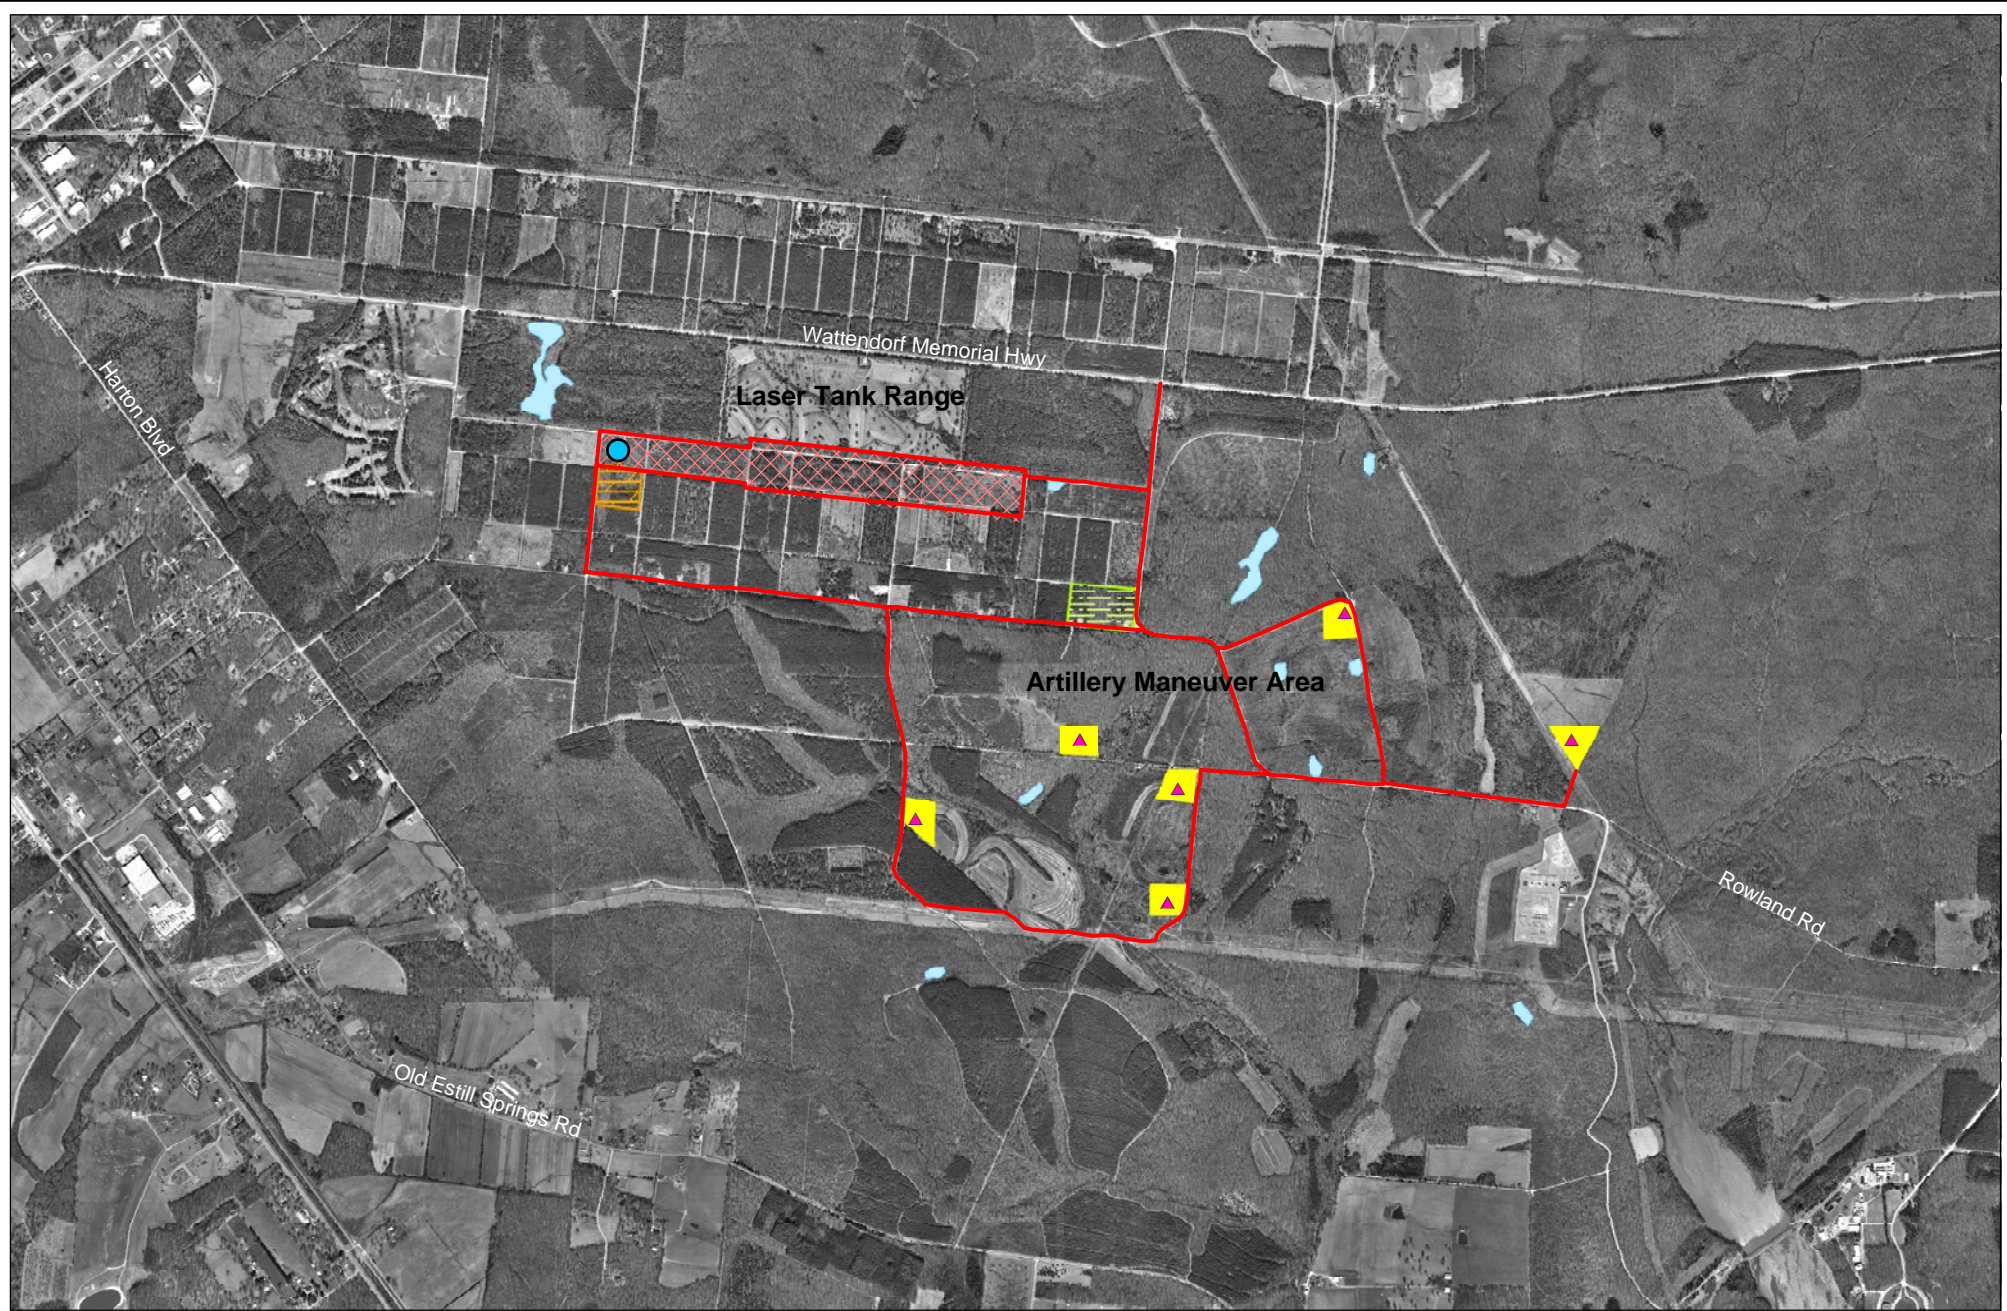 Wattendorf Memorial Hwy
Harton Blvd
Laser Tank Range
Artillery Maneuver Area
Rowland Rd
Old Estill Springs Rd